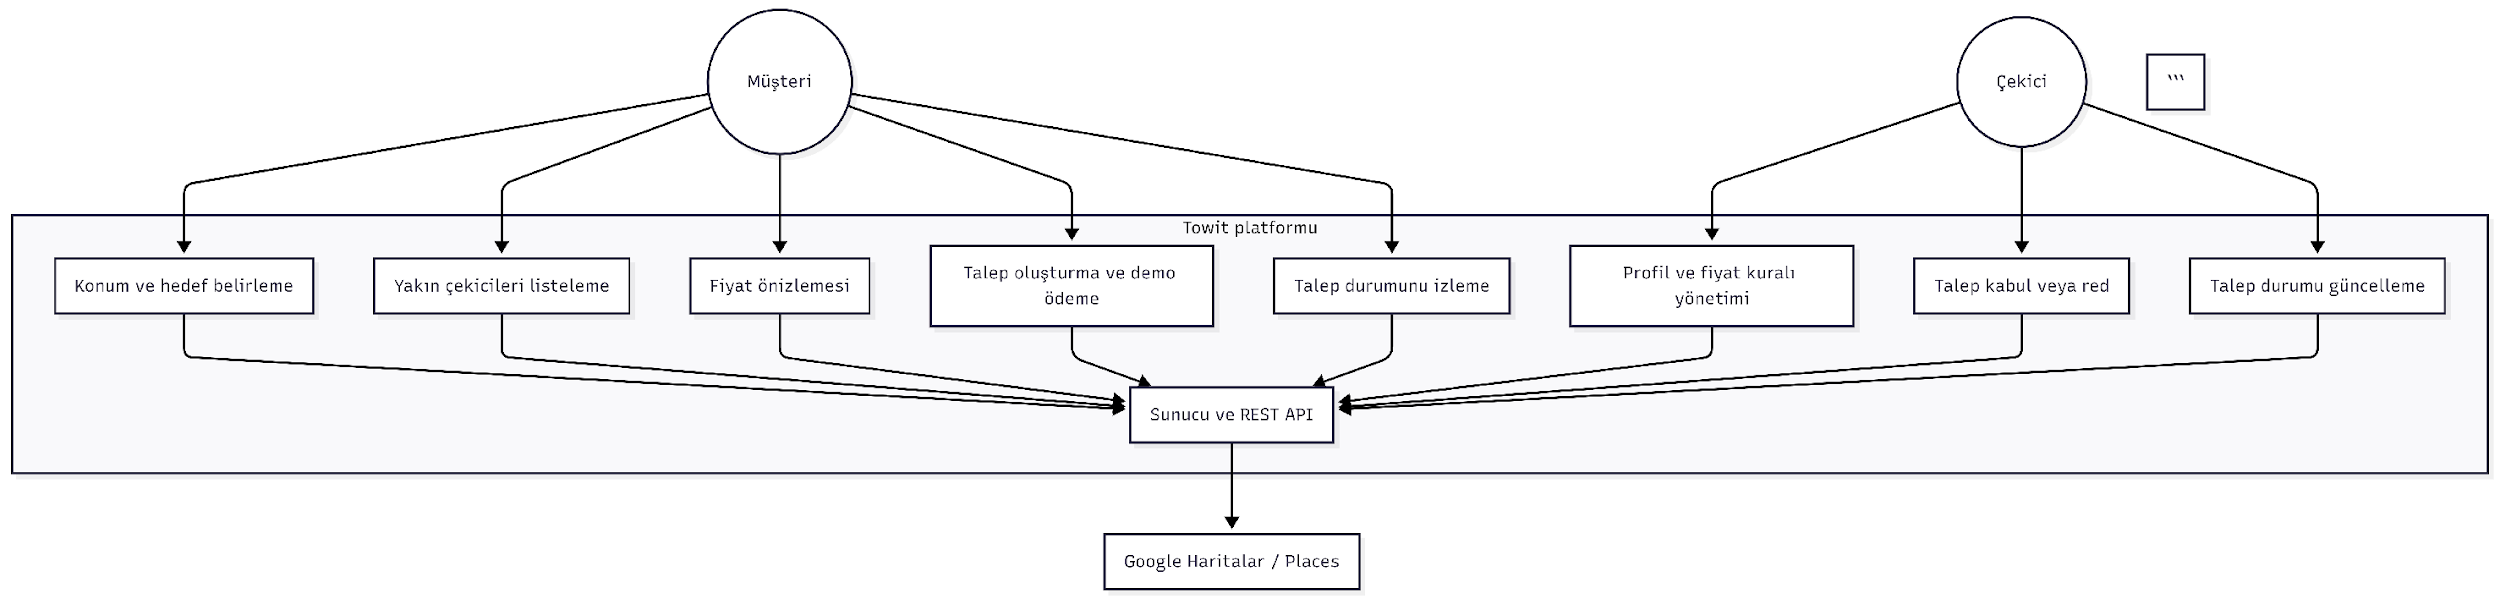 Müşteri
Çekici
```
Towit platformu
Konum ve hedef belirleme
Yakın çekicileri listeleme
Fiyat önizlemesi
Talep oluşturma ve demo
ödeme
Talep durumunu izleme
Profil ve fiyat kuralı
yönetimi
Talep kabul veya red
Talep durumu güncelleme
Sunucu ve REST API
Google Haritalar / Places